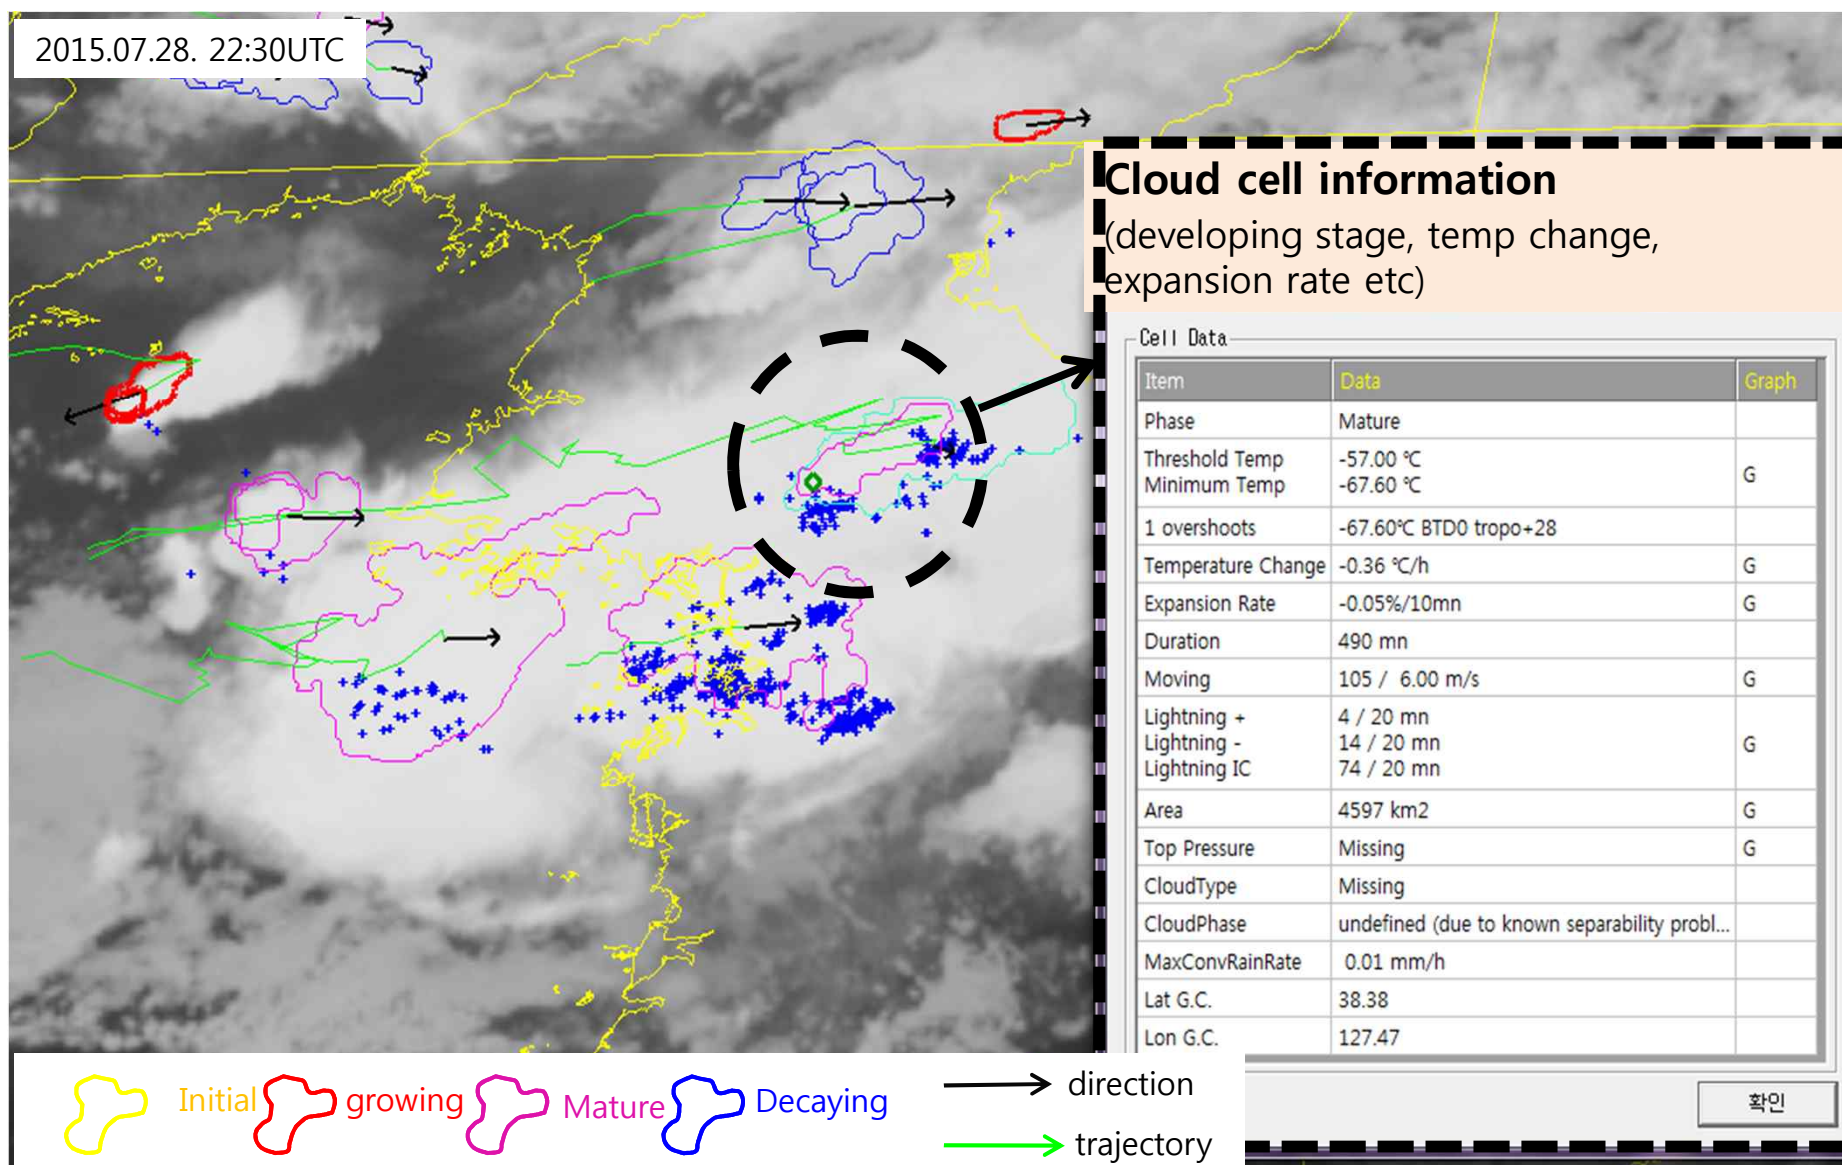 2015.07.28. 22:30UTC
Cloud cell information
(developing stage, temp change,
expansion rate etc)
Cell Data
Item Data Graph
Phase Mature
Threshold Temp -57.00 ℃
Minimum Temp -67.60 ℃ G
1 overshoots -67.60℃ BTD0 tropo+28
Temperature Change -0.36 ℃/h G
Expansion Rate -0.05%/10mn G
Duration 490 mn
Moving 105 / 6.00 m/s G
Lightning + 4 / 20 mn
Lightning - 14 / 20 mn G
Lightning IC 74 / 20 mn
Area 4597 km2 G
Top Pressure Missing G
CloudType Missing
CloudPhase undefined (due to known separability probl...
MaxConvRainRate 0.01 mm/h
Lat G.C. 38.38
Lon G.C. 127.47
확인
Initial growing Mature Decaying direction
trajectory